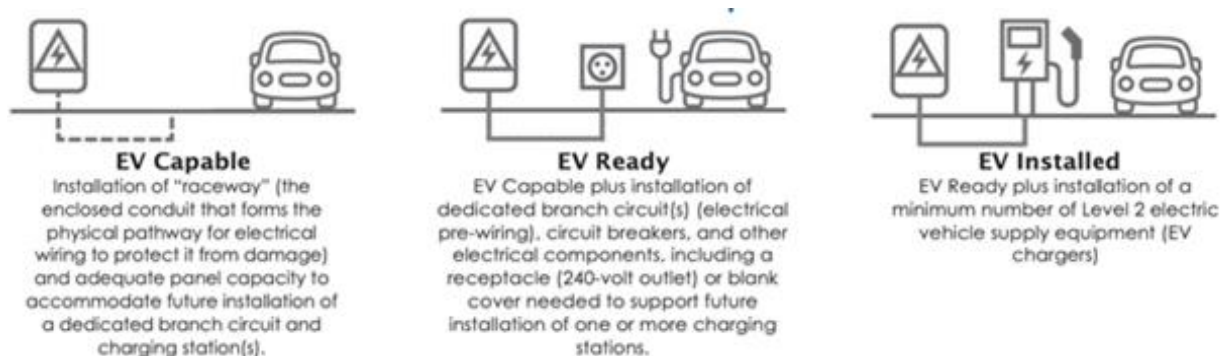 EV Capable
Installation of “raceway” (the
enclosed conduit that forms the
physical pathway for electrical
wiring to protect it from damage)
and adequate panel capacity to
accommodate future installation of
a dedicated branch circuit and
charging station(s).
EV Ready
EV Capable plus installation of
dedicated branch circuit(s) (electrical
pre-wiring), circuit breakers, and other
electrical components, including a
receptacle (240-volt outlet) or blank
cover needed to support future
installation of one or more charging
stations.
EV Installed
EV Ready plus installation of a
minimum number of Level 2 electric
vehicle supply equipment (EV
chargers)